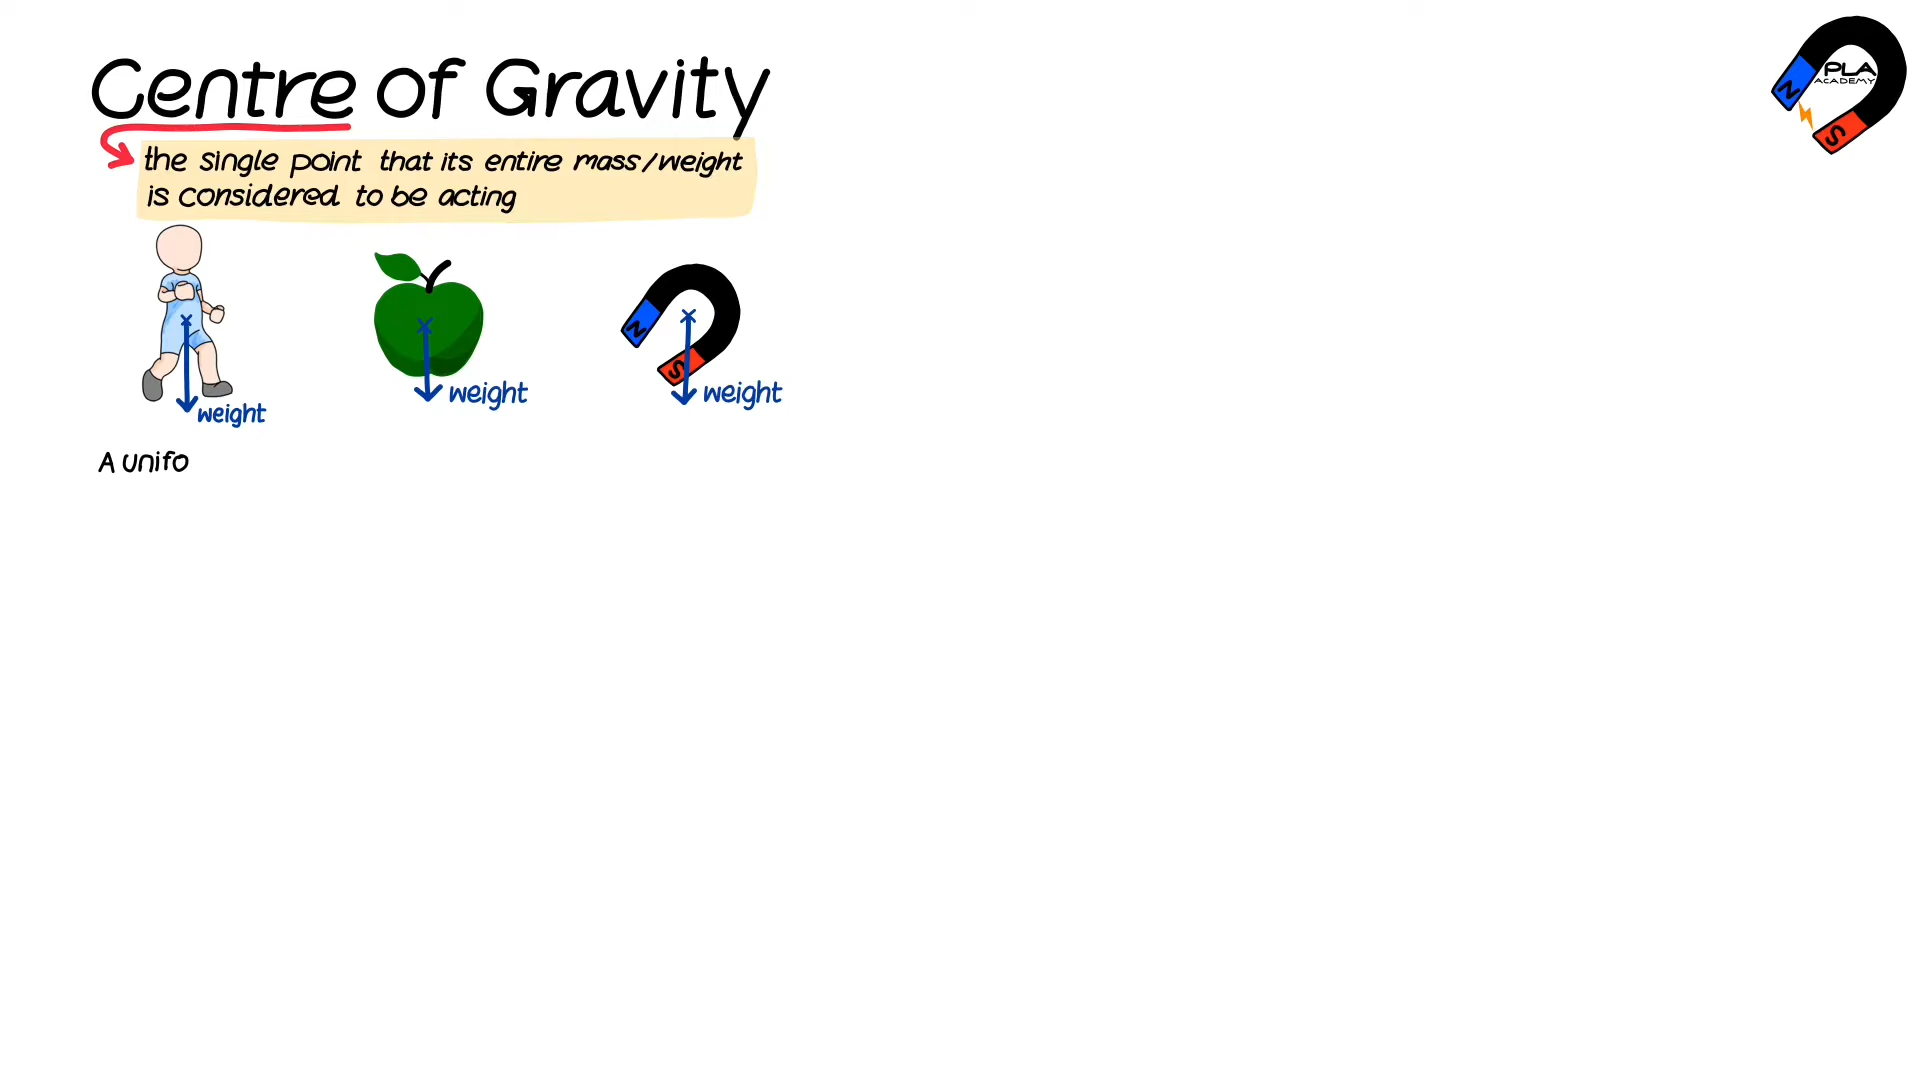 Centre of Gravity
the single point that its entire mass/weight
is considered to be acting
N
S
weight
weight
weight
A unifo
N
PLA
ACADEMY
S